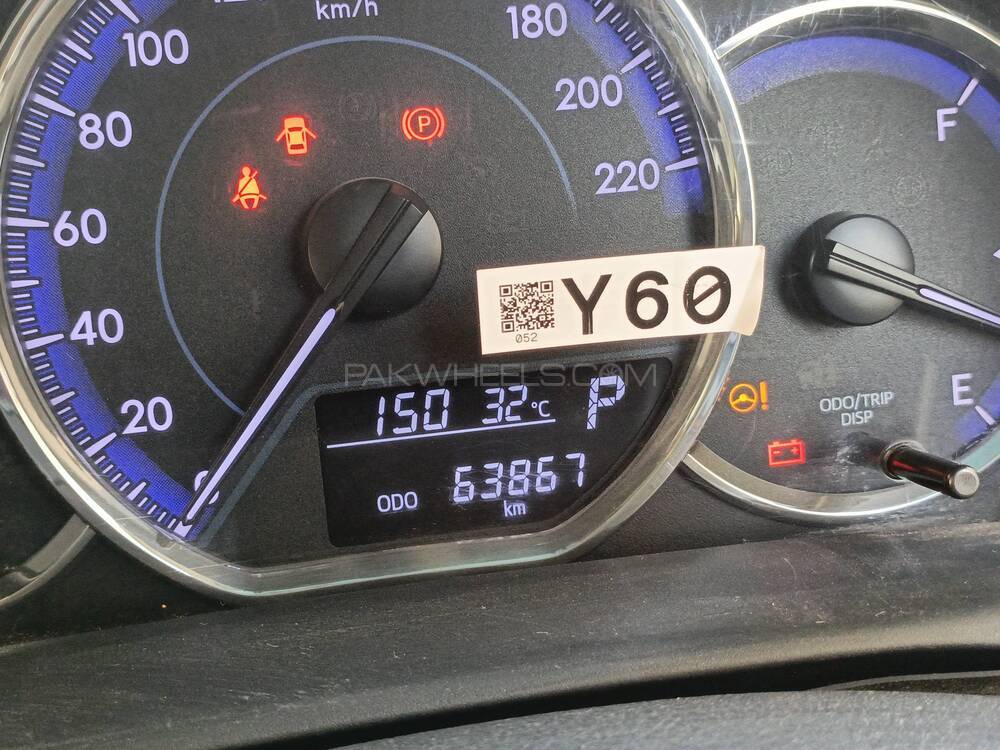 km/h
100
80
60
40
20
0
180
200
220
P
Y60
052
PAKWHEELS.COM
150 32°C P
ODO 63867 km
F
E
ODO/TRIP
DISP